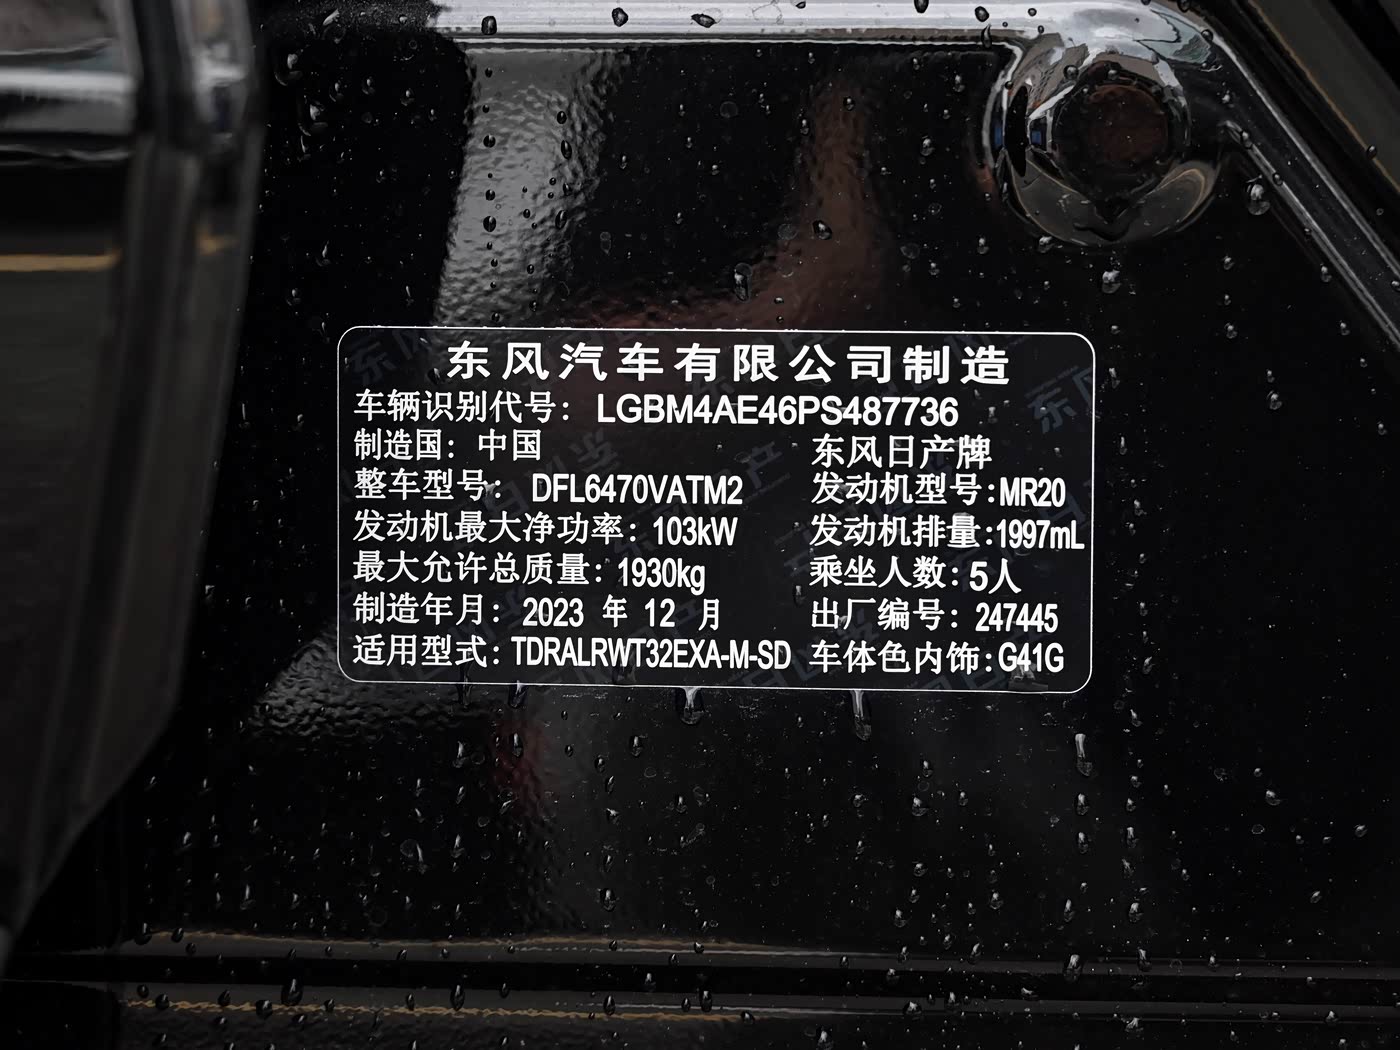 东风汽车有限公司制造
车辆识别代号: LGBM4AE46PS487736
制造国: 中国 东风日产牌
整车型号: DFL6470VATM2 发动机型号:MR20
发动机最大净功率: 103kW 发动机排量:1997mL
最大允许总质量: 1930kg 乘坐人数: 5人
制造年月: 2023 年 12 月 出厂编号: 247445
适用型式: TDRALRWT32EXA-M-SD 车体色内饰:G41G